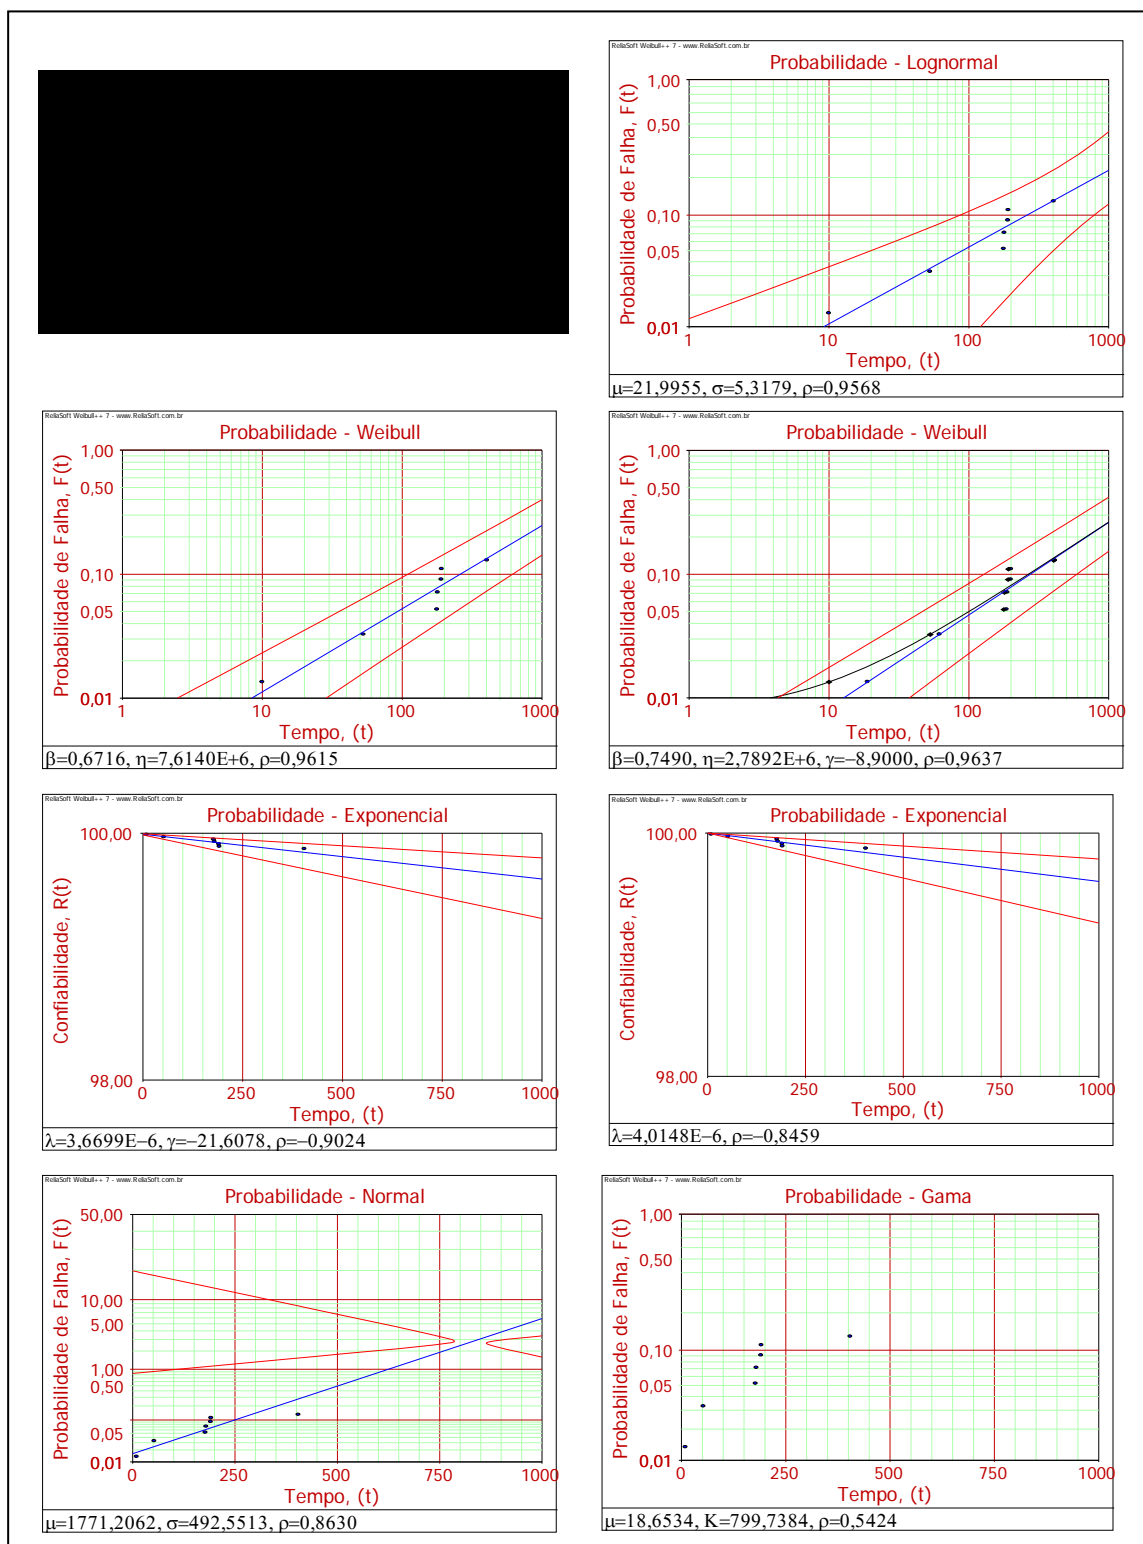 ReliaSoft Weibull++ 7 - www.ReliaSoft.com.br
Probabilidade - Lognormal
Probabilidade de Falha, F(t)
1,00
0,50
0,10
0,05
0,01
1
10
100
1000
Tempo, (t)
μ=21,9955, σ=5,3179, ρ=0,9568
ReliaSoft Weibull++ 7 - www.ReliaSoft.com.br
Probabilidade - Weibull
Probabilidade de Falha, F(t)
1,00
0,50
0,10
0,05
0,01
1
10
100
1000
Tempo, (t)
β=0,6716, η=7,6140E+6, ρ=0,9615
ReliaSoft Weibull++ 7 - www.ReliaSoft.com.br
Probabilidade - Weibull
Probabilidade de Falha, F(t)
1,00
0,50
0,10
0,05
0,01
1
10
100
1000
Tempo, (t)
β=0,7490, η=2,7892E+6, γ=−8,9000, ρ=0,9637
ReliaSoft Weibull++ 7 - www.ReliaSoft.com.br
Probabilidade - Exponencial
Confiabilidade, R(t)
100,00
98,00
0
250
500
750
1000
Tempo, (t)
λ=3,6699E−6, γ=−21,6078, ρ=−0,9024
ReliaSoft Weibull++ 7 - www.ReliaSoft.com.br
Probabilidade - Exponencial
Confiabilidade, R(t)
100,00
98,00
0
250
500
750
1000
Tempo, (t)
λ=4,0148E−6, ρ=−0,8459
ReliaSoft Weibull++ 7 - www.ReliaSoft.com.br
Probabilidade - Normal
Probabilidade de Falha, F(t)
50,00
10,00
5,00
1,00
0,50
0,05
0,01
0
250
500
750
1000
Tempo, (t)
μ=1771,2062, σ=492,5513, ρ=0,8630
ReliaSoft Weibull++ 7 - www.ReliaSoft.com.br
Probabilidade - Gama
Probabilidade de Falha, F(t)
1,00
0,50
0,10
0,05
0,01
0
250
500
750
1000
Tempo, (t)
μ=18,6534, K=799,7384, ρ=0,5424